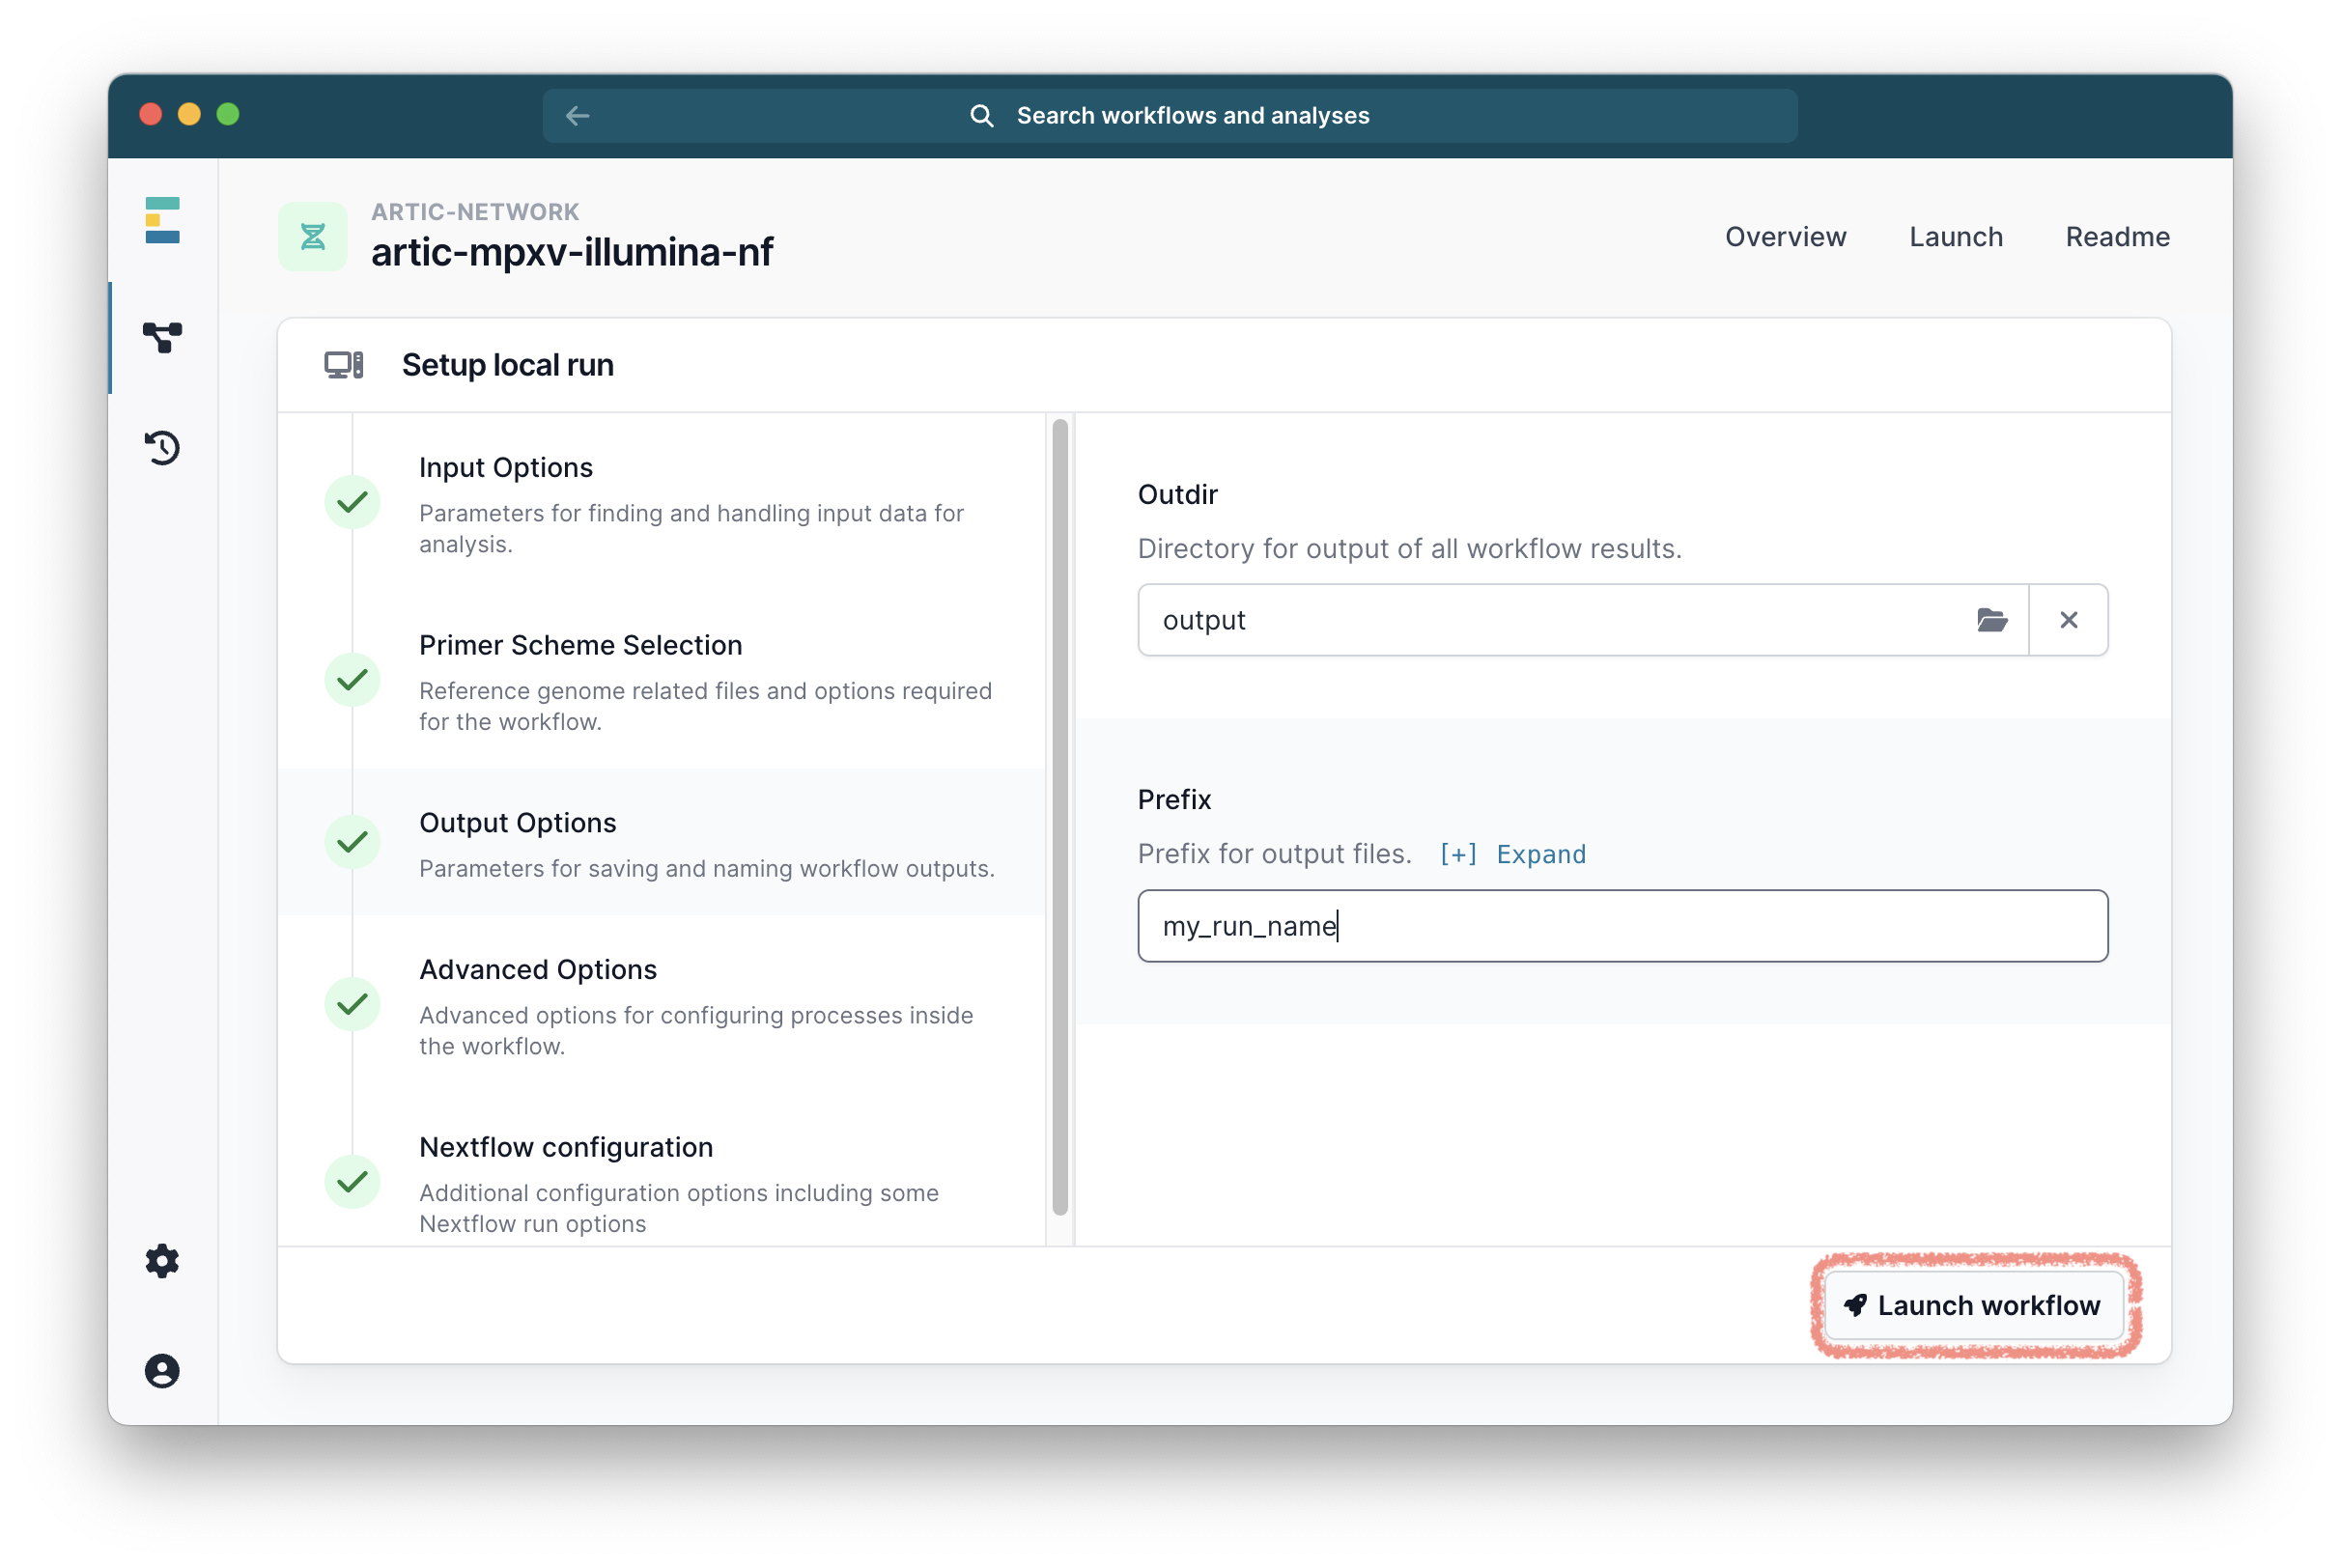 Search workflows and analyses
ARTIC-NETWORK
artic-mpxv-illumina-nf
Overview
Launch
Readme
Setup local run
Input Options
Parameters for finding and handling input data for
analysis.
Primer Scheme Selection
Reference genome related files and options required
for the workflow.
Output Options
Parameters for saving and naming workflow outputs.
Advanced Options
Advanced options for configuring processes inside
the workflow.
Nextflow configuration
Additional configuration options including some
Nextflow run options
Outdir
Directory for output of all workflow results.
output
Prefix
Prefix for output files. [+] Expand
my_run_name
Launch workflow